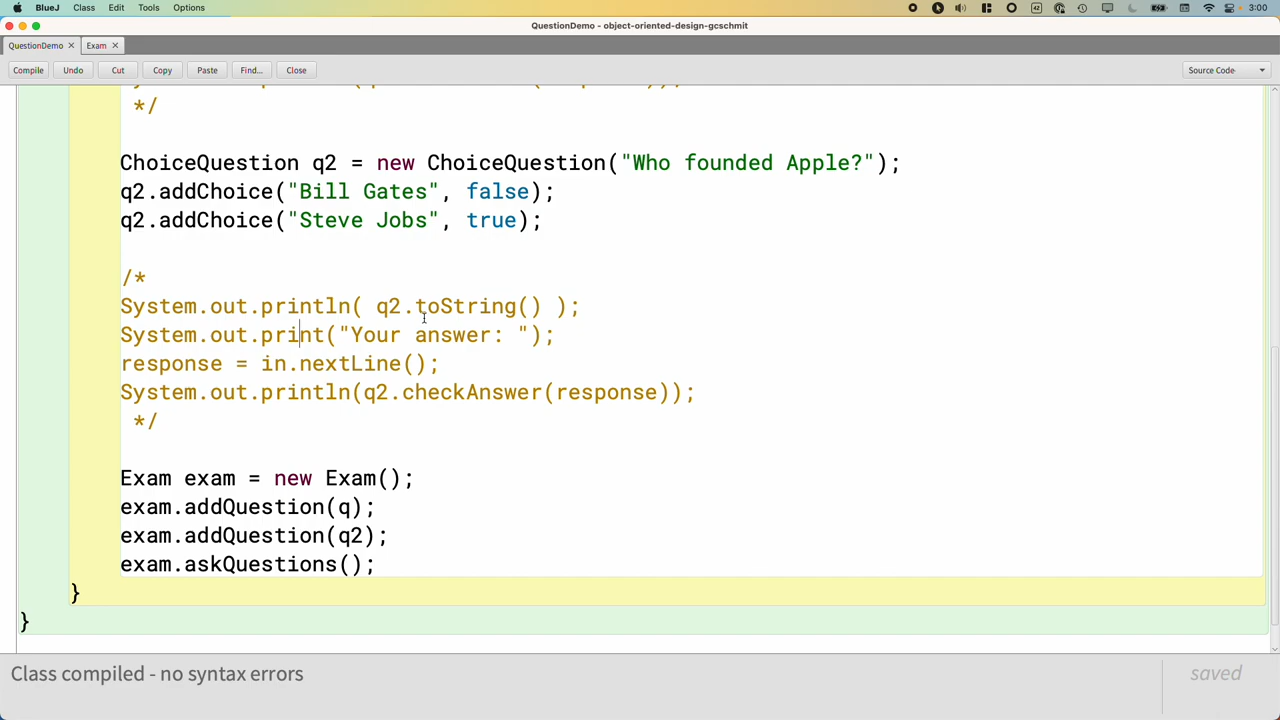 BlueJ Class Edit Tools Options 42 3:00
QuestionDemo - object-oriented-design-gcschmit
QuestionDemo × Exam ×
Compile Undo Cut Copy Paste Find... Close Source Code
*/
ChoiceQuestion q2 = new ChoiceQuestion("Who founded Apple?");
q2.addChoice("Bill Gates", false);
q2.addChoice("Steve Jobs", true);
/*
System.out.println( q2.toString() );
System.out.print("Your answer: ");
response = in.nextLine();
System.out.println(q2.checkAnswer(response));
*/
Exam exam = new Exam();
exam.addQuestion(q);
exam.addQuestion(q2);
exam.askQuestions();
}
}
Class compiled - no syntax errors
saved